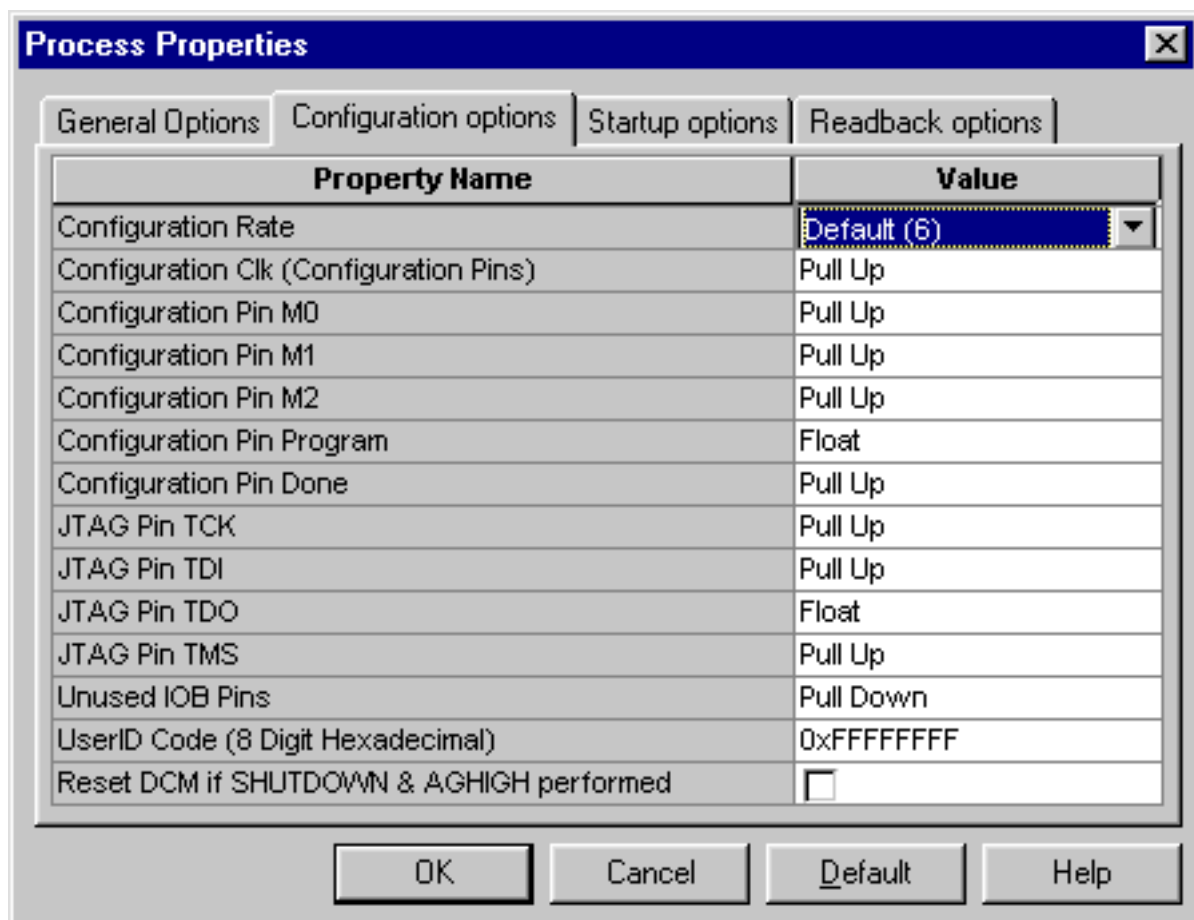 Process Properties
General Options Configuration options Startup options Readback options
Property Name Value
Configuration Rate Default (6)
Configuration Clk (Configuration Pins) Pull Up
Configuration Pin M0 Pull Up
Configuration Pin M1 Pull Up
Configuration Pin M2 Pull Up
Configuration Pin Program Float
Configuration Pin Done Pull Up
JTAG Pin TCK Pull Up
JTAG Pin TDI Pull Up
JTAG Pin TDO Float
JTAG Pin TMS Pull Up
Unused IOB Pins Pull Down
UserID Code (8 Digit Hexadecimal) 0xFFFFFFFF
Reset DCM if SHUTDOWN & AGHIGH performed
OK Cancel Default Help